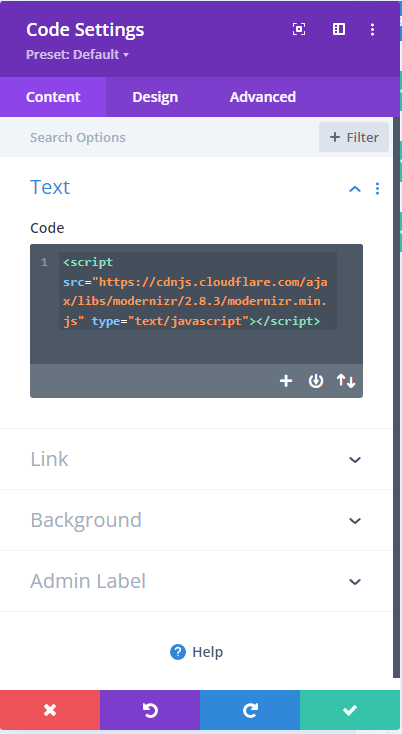 Code Settings
Preset: Default
Content Design Advanced
Search Options
+ Filter
Text
Code
1 <script
src="https://cdnjs.cloudflare.com/aja
x/libs/modernizr/2.8.3/modernizr.min.
js" type="text/javascript"></script>
Link
Background
Admin Label
? Help